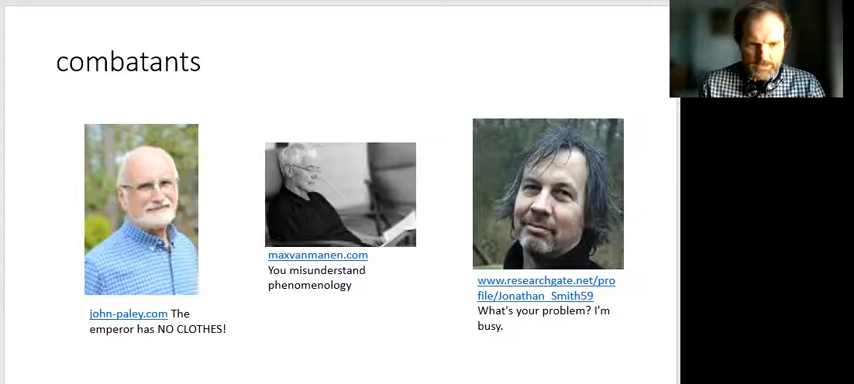 combatants
john-paley.com The
emperor has NO CLOTHES!
maxvanmanen.com
You misunderstand
phenomenology
www.researchgate.net/pro
file/Jonathan_Smith59
What's your problem? I'm
busy.